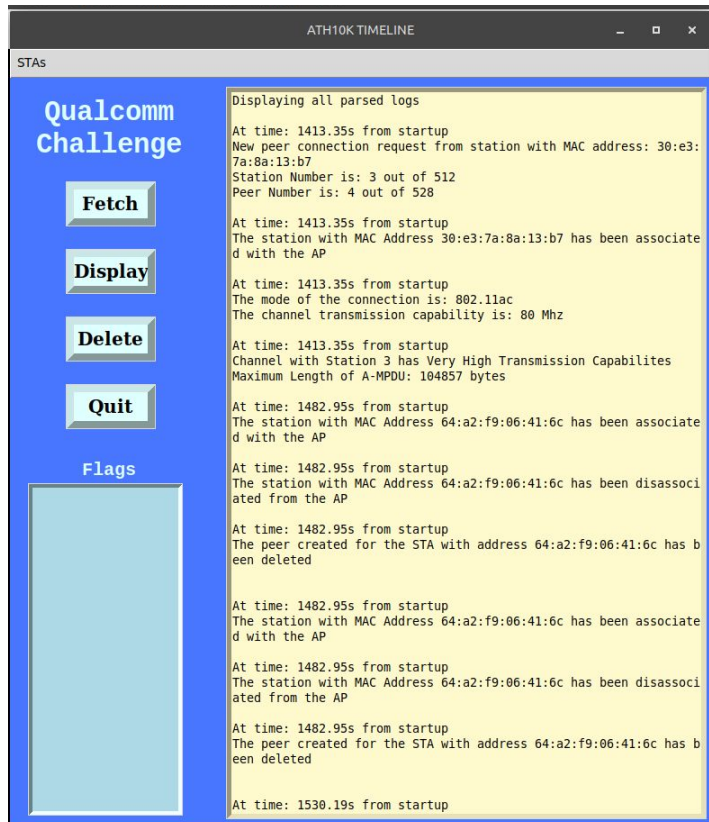 ATH10K TIMELINE
STAs
Qualcomm
Challenge
Fetch
Display
Delete
Quit
Flags
Displaying all parsed logs
At time: 1413.35s from startup
New peer connection request from station with MAC address: 30:e3:
7a:8a:13:b7
Station Number is: 3 out of 512
Peer Number is: 4 out of 528
At time: 1413.35s from startup
The station with MAC Address 30:e3:7a:8a:13:b7 has been associate
d with the AP
At time: 1413.35s from startup
The mode of the connection is: 802.11ac
The channel transmission capability is: 80 Mhz
At time: 1413.35s from startup
Channel with Station 3 has Very High Transmission Capabilites
Maximum Length of A-MPDU: 104857 bytes
At time: 1482.95s from startup
The station with MAC Address 64:a2:f9:06:41:6c has been associate
d with the AP
At time: 1482.95s from startup
The station with MAC Address 64:a2:f9:06:41:6c has been disassoci
ated from the AP
At time: 1482.95s from startup
The peer created for the STA with address 64:a2:f9:06:41:6c has b
een deleted
At time: 1482.95s from startup
The station with MAC Address 64:a2:f9:06:41:6c has been associate
d with the AP
At time: 1482.95s from startup
The station with MAC Address 64:a2:f9:06:41:6c has been disassoci
ated from the AP
At time: 1482.95s from startup
The peer created for the STA with address 64:a2:f9:06:41:6c has b
een deleted
At time: 1530.19s from startup